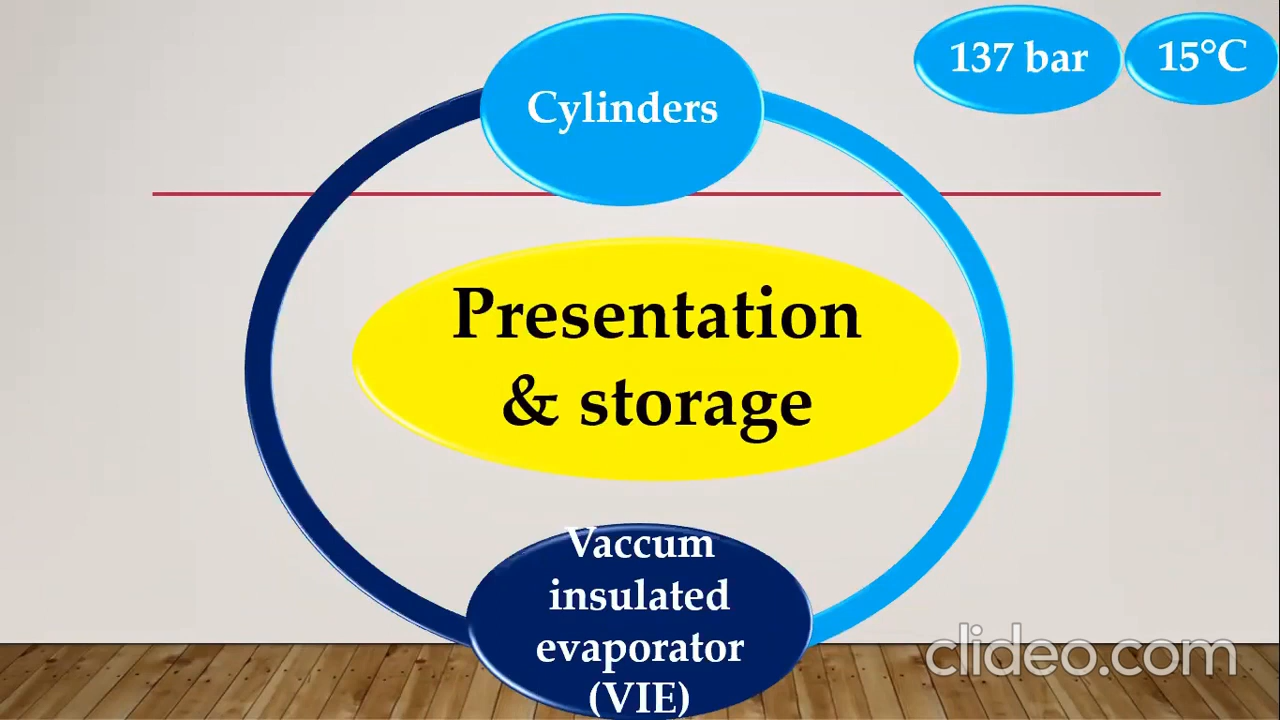 137 bar
15°C
Cylinders
Presentation
& storage
Vaccum
insulated
evaporator
(VIE)
clideo.com